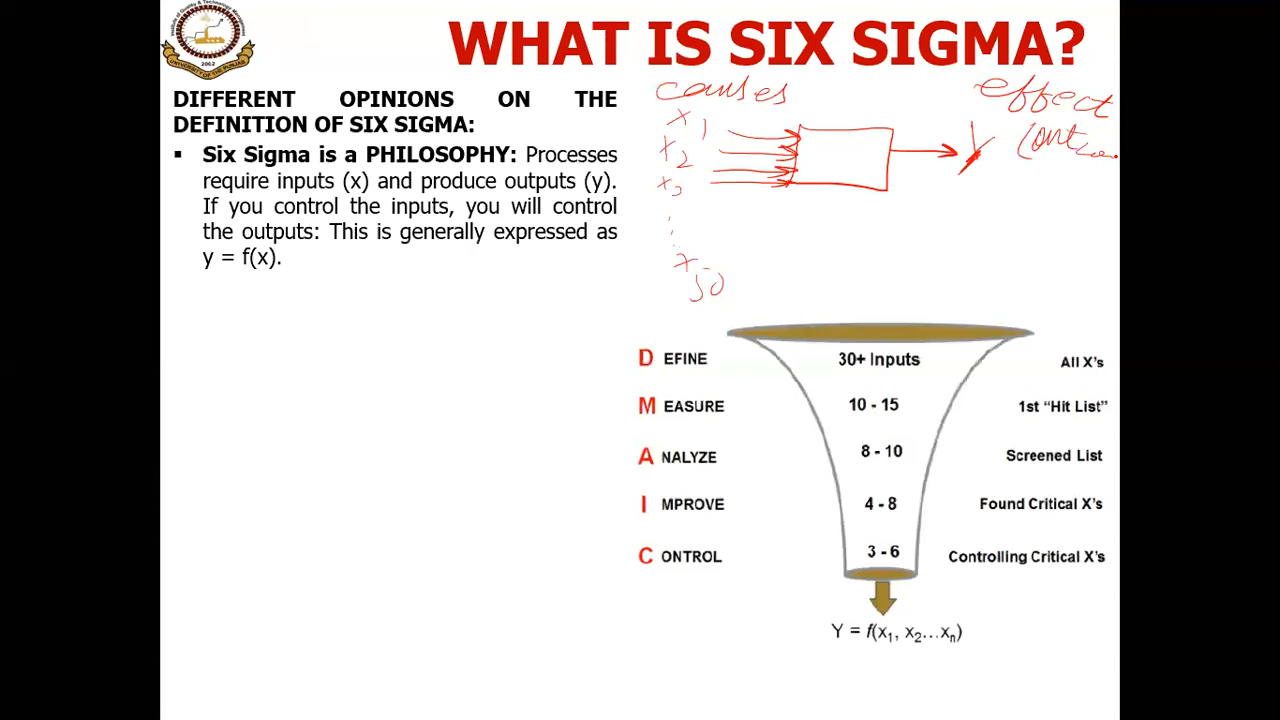 WHAT IS SIX SIGMA?
2002
DIFFERENT OPINIONS ON THE
DEFINITION OF SIX SIGMA:
▪ Six Sigma is a PHILOSOPHY: Processes
require inputs (x) and produce outputs (y).
If you control the inputs, you will control
the outputs: This is generally expressed as
y = f(x).
causes
effect
x1
x2
x3
x50
Y
DEFINE 30+ Inputs All X's
MEASURE 10 - 15 1st “Hit List”
ANALYZE 8 - 10 Screened List
IMPROVE 4 - 8 Found Critical X's
CONTROL 3 - 6 Controlling Critical X's
Y = f(x1, x2...xn)